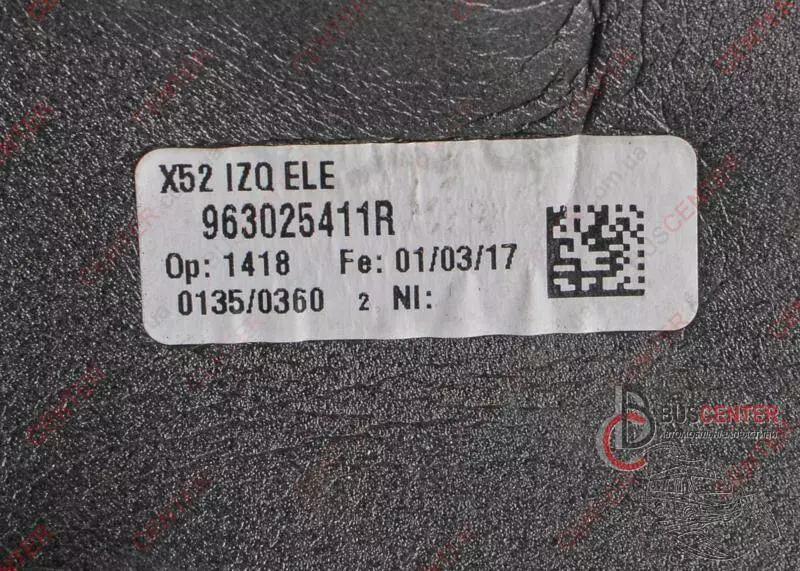 X52 IZQ ELE
963025411R
Op: 1418 Fe: 01/03/17
0135/0360 2 NI:
BUSCENTER